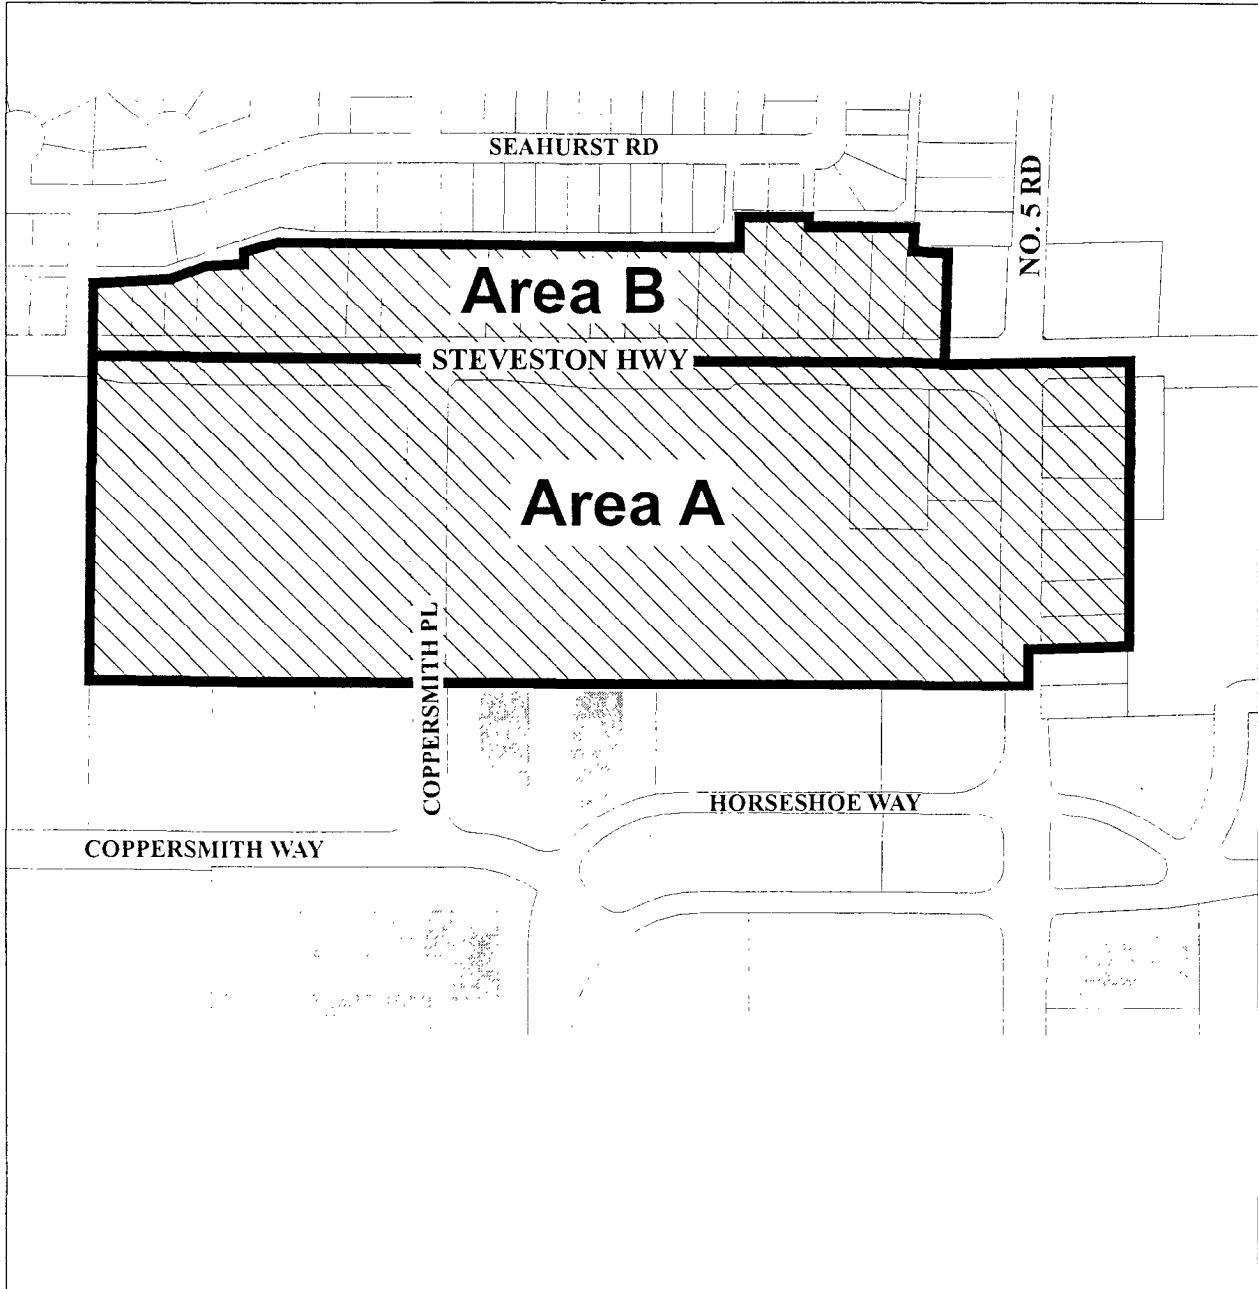 SEAHURST RD
NO. 5 RD
Area B
STEVESTON HWY
Area A
COPPERSMITH PL
HORSESHOE WAY
COPPERSMITH WAY